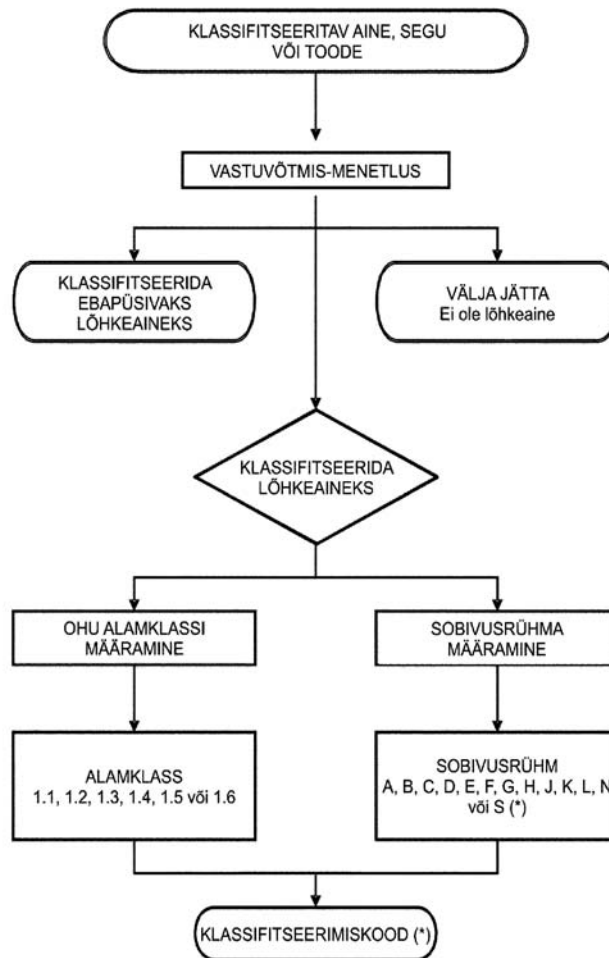 KLASSIFITSEERITAV AINE, SEGU
VÕI TOODE
VASTUVÕTMIS-MENETLUS
KLASSIFITSEERIDA
EBAPÜSIVAKS
LÕHKEAINEKS
VÄLJA JÄTTA
Ei ole lõhkeaine
KLASSIFITSEERIDA
LÕHKEAINEKS
OHU ALAMKLASSI
MÄÄRAMINE
SOBIVUSRÜHMA
MÄÄRAMINE
ALAMKLASS
1.1, 1.2, 1.3, 1.4, 1.5 või 1.6
SOBIVUSRÜHM
A, B, C, D, E, F, G, H, J, K, L, N
või S (*)
KLASSIFITSEERIMISKOOD (*)